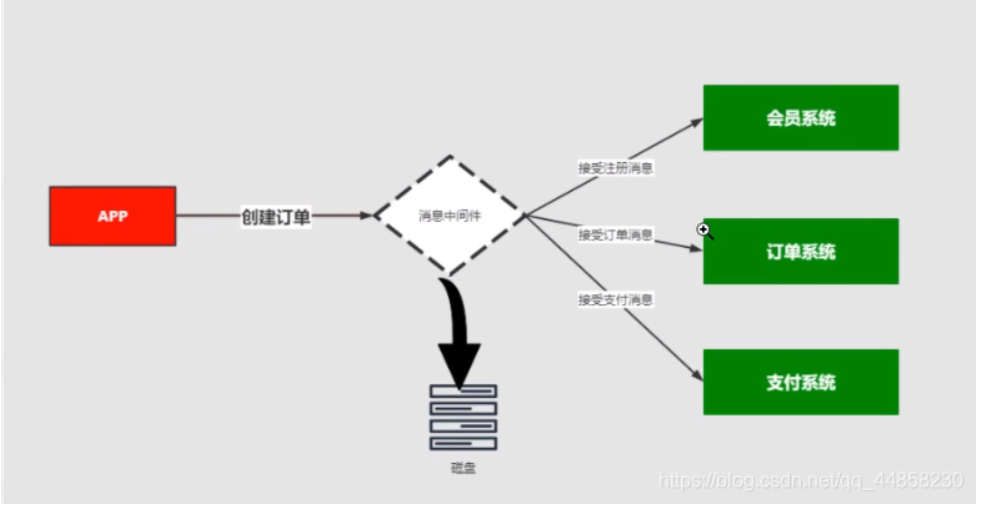 会员系统
接受注册消息
APP
创建订单
消息中间件
接受订单消息
订单系统
接受支付消息
支付系统
磁盘
https://blog.csdn.net/qq_44858230